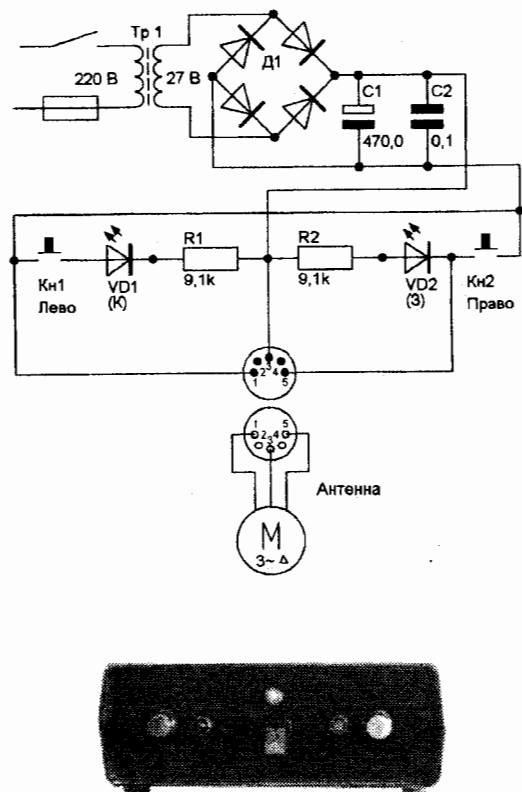 Тр 1
220 В
27 В
Д1
С1
С2
470,0
0,1
R1
R2
9,1k
9,1k
Кн1
Лево
VD1
(К)
VD2
(З)
Кн2
Право
1 2 3 4 5
1 2 3 4 5
Антенна
М
3~ Δ